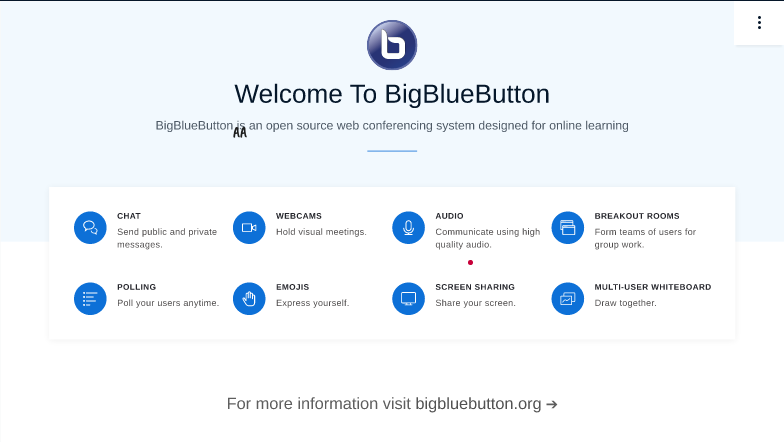 Welcome To BigBlueButton
BigBlueButton is an open source web conferencing system designed for online learning
AA
CHAT
Send public and private
messages.
WEBCAMS
Hold visual meetings.
AUDIO
Communicate using high
quality audio.
BREAKOUT ROOMS
Form teams of users for
group work.
POLLING
Poll your users anytime.
EMOJIS
Express yourself.
SCREEN SHARING
Share your screen.
MULTI-USER WHITEBOARD
Draw together.
For more information visit bigbluebutton.org →